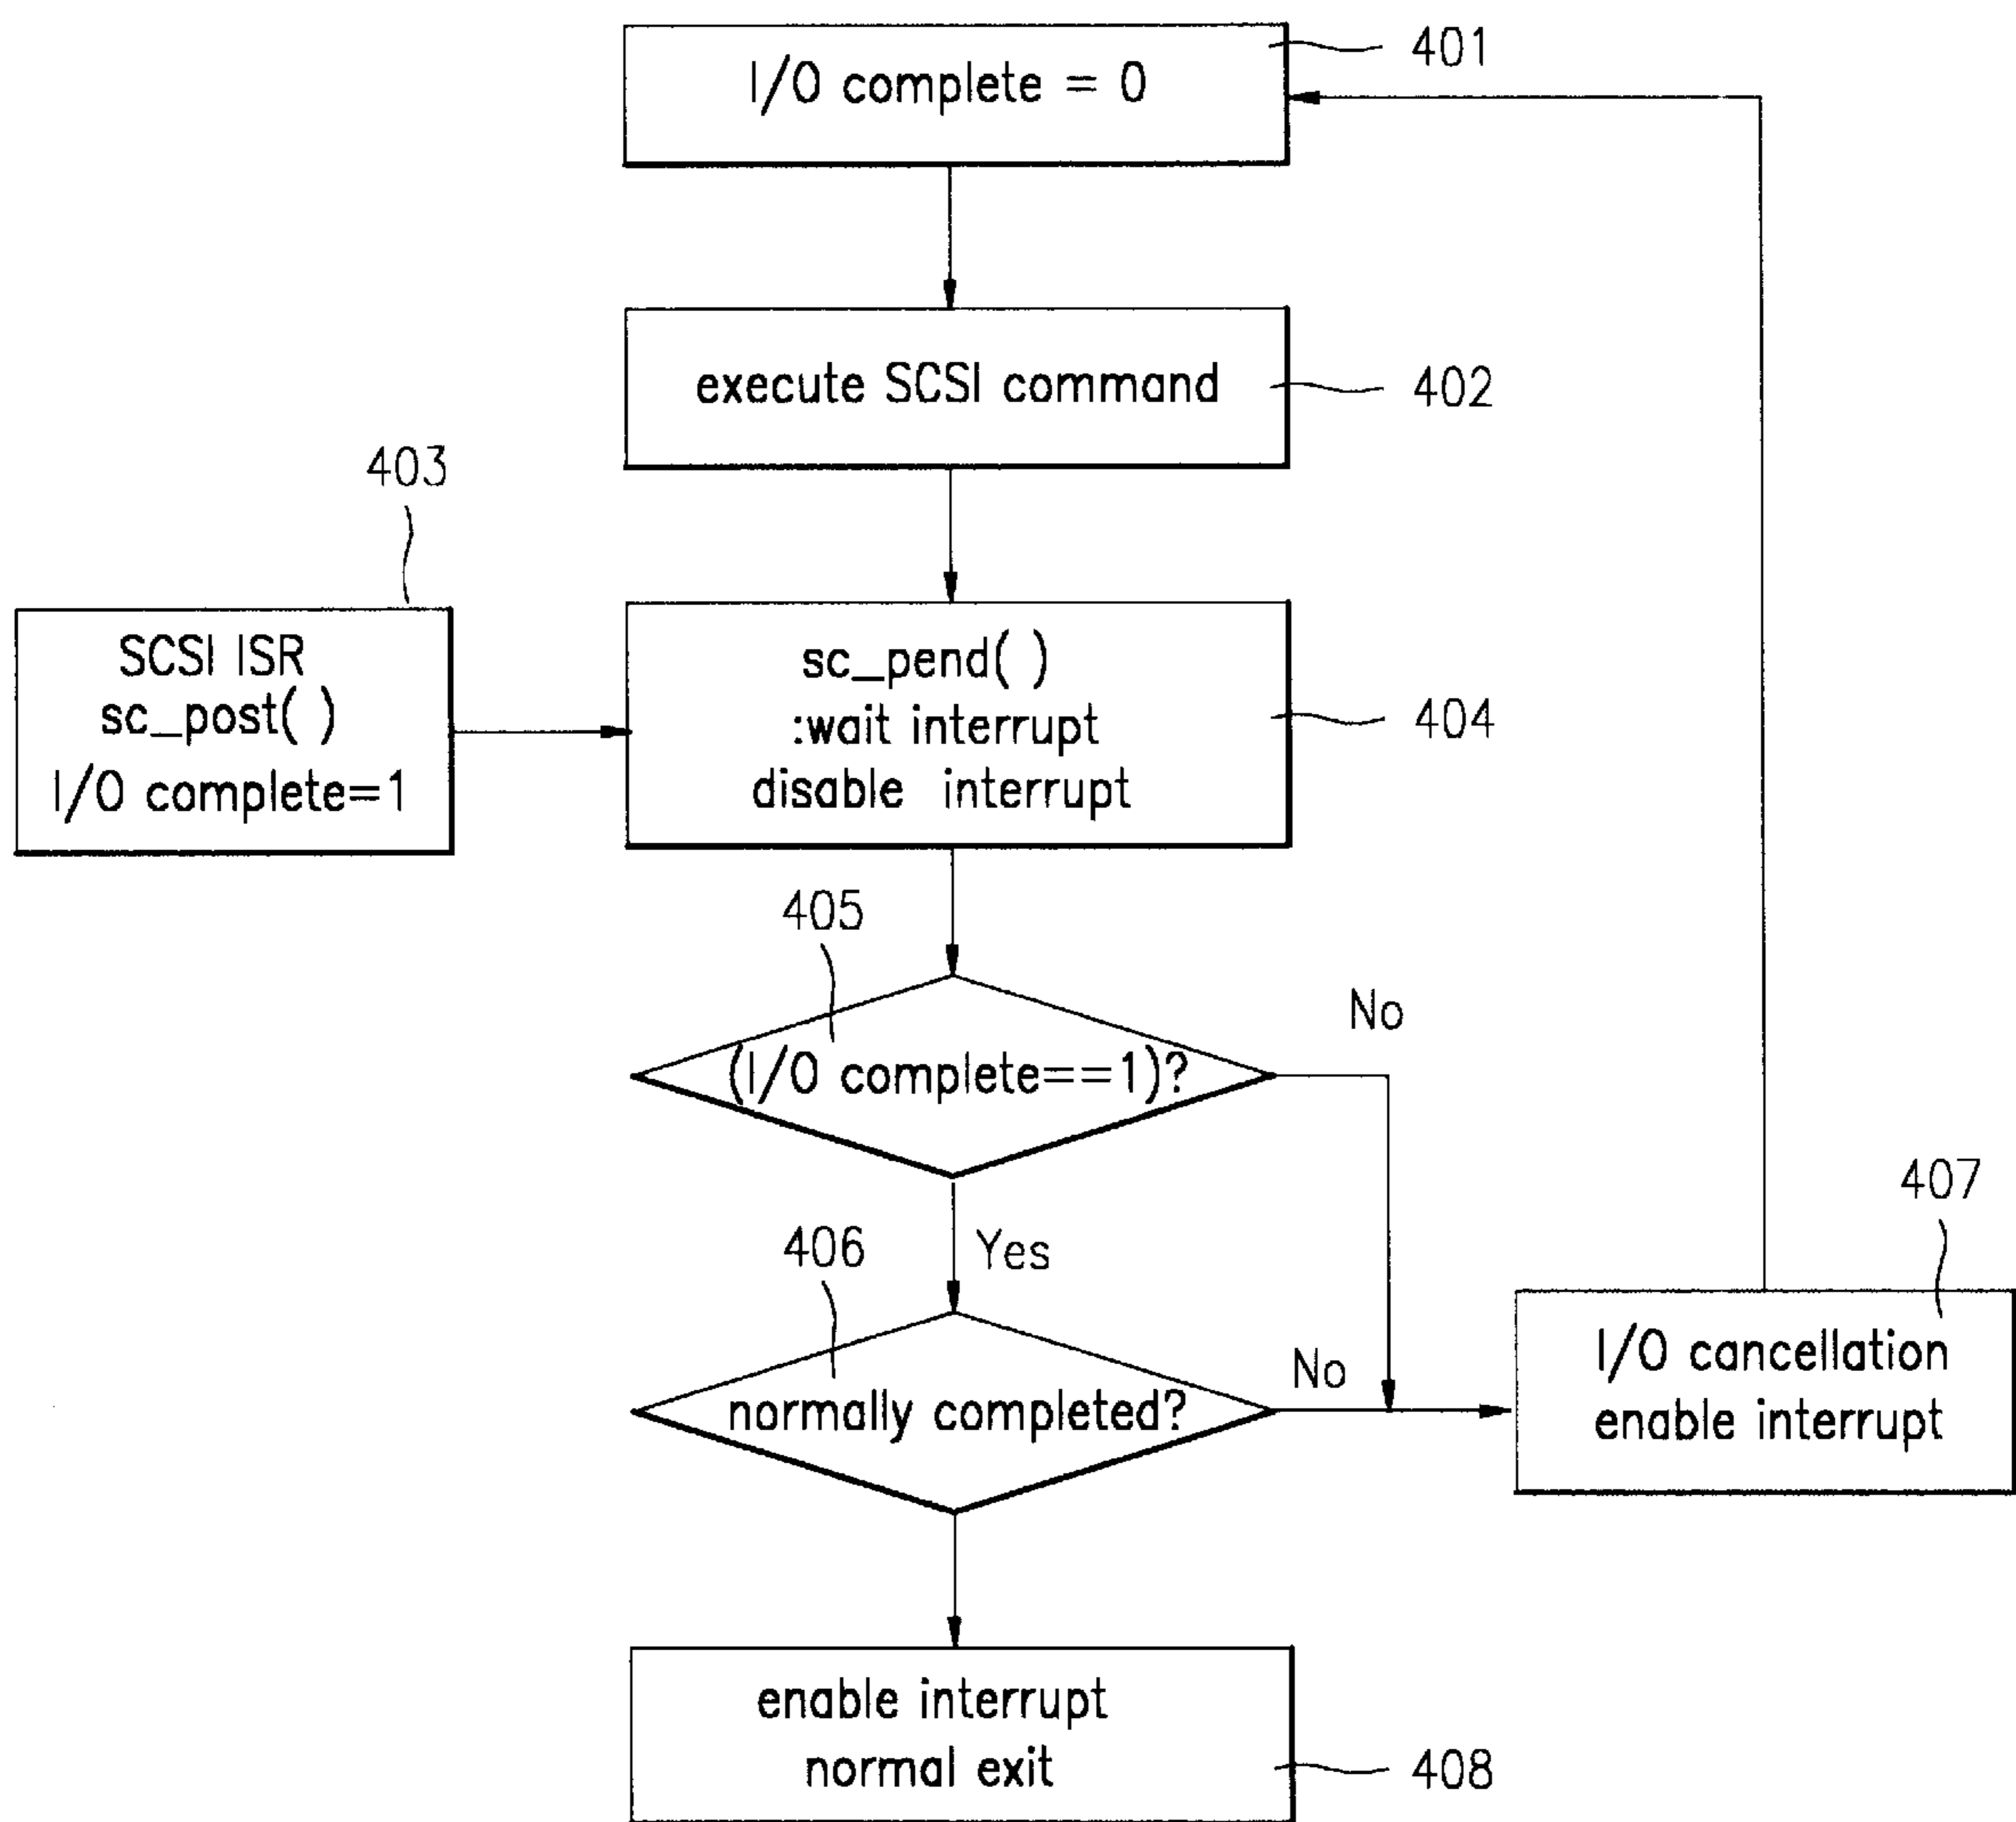 I/O complete = 0
401
execute SCSI command
402
403
SCSI ISR
sc_post( )
I/O complete=1
sc_pend( )
:wait interrupt
disable interrupt
404
405
(I/O complete==1)?
No
Yes
406
normally completed?
No
407
I/O cancellation
enable interrupt
enable interrupt
normal exit
408